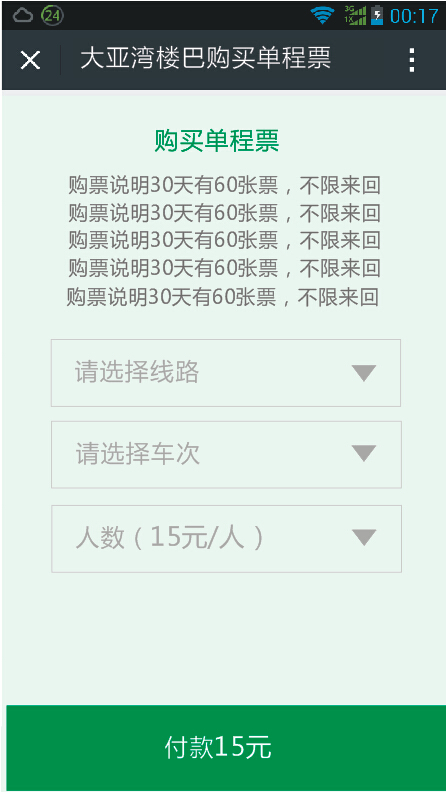 24 3G 1X 00:17
大亚湾楼巴购买单程票
购买单程票
购票说明30天有60张票，不限来回
购票说明30天有60张票，不限来回
购票说明30天有60张票，不限来回
购票说明30天有60张票，不限来回
购票说明30天有60张票，不限来回
请选择线路
请选择车次
人数（15元/人）
付款15元